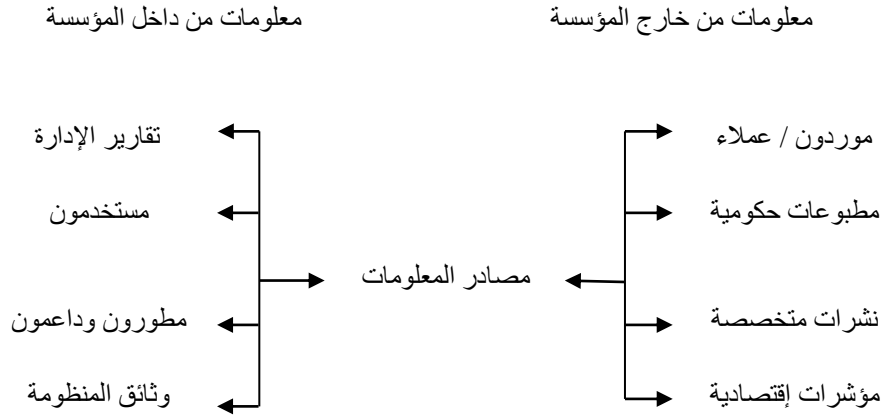 معلومات من خارج المؤسسة
معلومات من داخل المؤسسة
موردون / عملاء
تقارير الإدارة
مطبوعات حكومية
مستخدمون
مصادر المعلومات
نشرات متخصصة
مطورون وداعمون
مؤشرات إقتصادية
وثائق المنظومة